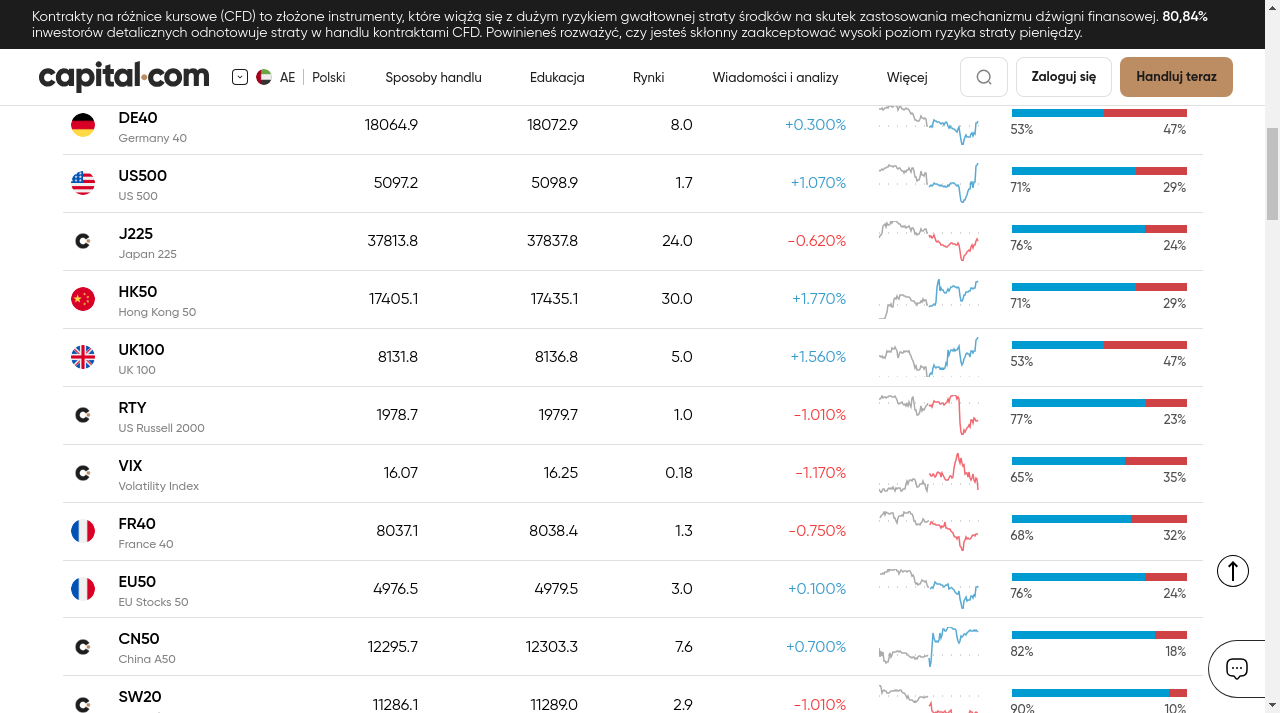 Kontrakty na różnice kursowe (CFD) to złożone instrumenty, które wiążą się z dużym ryzykiem gwałtownej straty środków na skutek zastosowania mechanizmu dźwigni finansowej. 80,84%
inwestorów detalicznych odnotowuje straty w handlu kontraktami CFD. Powinieneś rozważyć, czy jesteś skłonny zaakceptować wysoki poziom ryzyka straty pieniędzy.
capital.com AE Polski Sposoby handlu Edukacja Rynki Wiadomości i analizy Więcej Zaloguj się Handluj teraz
DE40 18064.9 18072.9 8.0 +0.300%
Germany 40 53% 47%
US500 5097.2 5098.9 1.7 +1.070%
US 500 71% 29%
J225 37813.8 37837.8 24.0 -0.620%
Japan 225 76% 24%
HK50 17405.1 17435.1 30.0 +1.770%
Hong Kong 50 71% 29%
UK100 8131.8 8136.8 5.0 +1.560%
UK 100 53% 47%
RTY 1978.7 1979.7 1.0 -1.010%
US Russell 2000 77% 23%
VIX 16.07 16.25 0.18 -1.170%
Volatility Index 65% 35%
FR40 8037.1 8038.4 1.3 -0.750%
France 40 68% 32%
EU50 4976.5 4979.5 3.0 +0.100%
EU Stocks 50 76% 24%
CN50 12295.7 12303.3 7.6 +0.700%
China A50 82% 18%
SW20 11286.1 11289.0 2.9 -1.010%
90% 10%